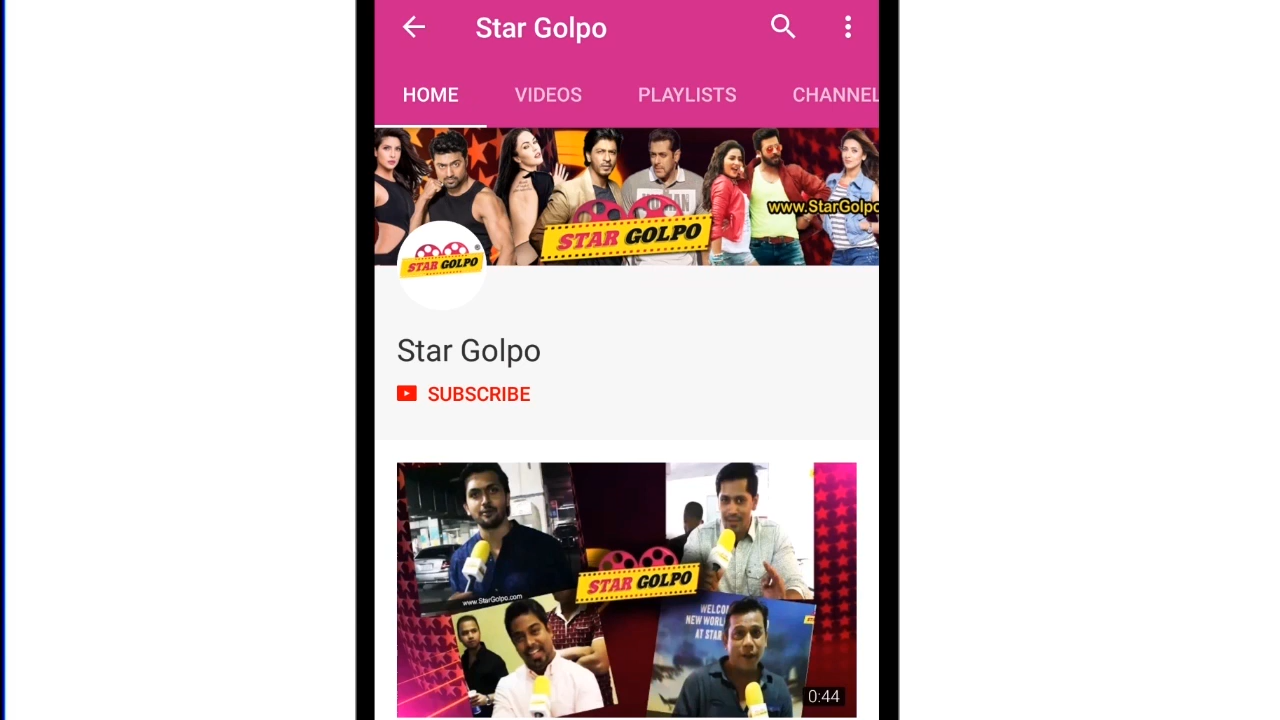 Star Golpo
HOME VIDEOS PLAYLISTS CHANNEL
www.StarGolpo
STAR GOLPO
STAR GOLPO
Star Golpo
SUBSCRIBE
STAR GOLPO
www.StarGolpo.com
WELCO
NEW WORL
AT STAR
0:44